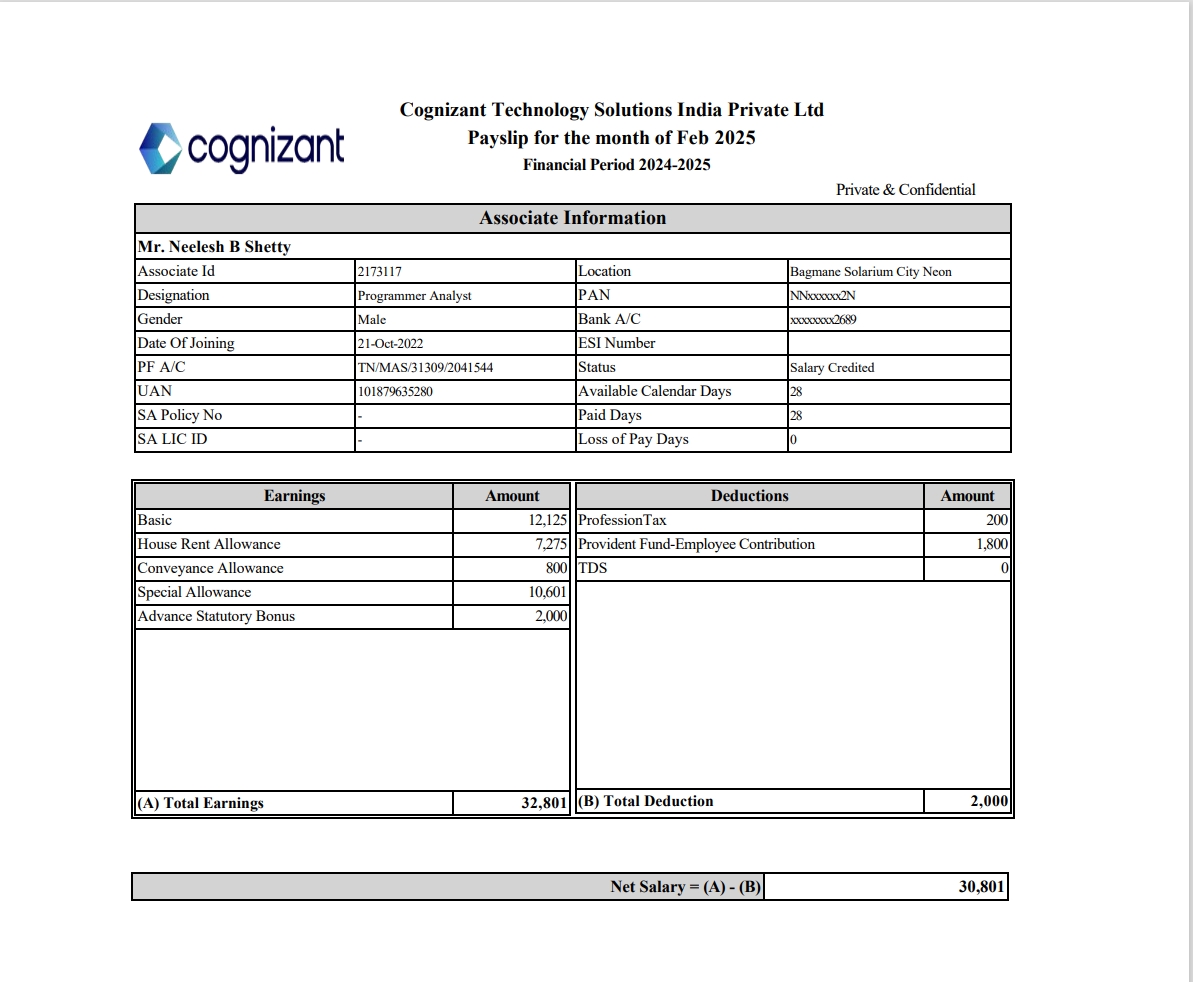 Cognizant Technology Solutions India Private Ltd
cognizant
Payslip for the month of Feb 2025
Financial Period 2024-2025
Private & Confidential
Associate Information
Mr. Neelesh B Shetty
Associate Id 2173117 Location Bagmane Solarium City Neon
Designation Programmer Analyst PAN NNxxxxxx2N
Gender Male Bank A/C xxxxxxxx2689
Date Of Joining 21-Oct-2022 ESI Number
PF A/C TN/MAS/31309/2041544 Status Salary Credited
UAN 101879635280 Available Calendar Days 28
SA Policy No - Paid Days 28
SA LIC ID - Loss of Pay Days 0
Earnings Amount Deductions Amount
Basic 12,125 ProfessionTax 200
House Rent Allowance 7,275 Provident Fund-Employee Contribution 1,800
Conveyance Allowance 800 TDS 0
Special Allowance 10,601
Advance Statutory Bonus 2,000
(A) Total Earnings 32,801 (B) Total Deduction 2,000
Net Salary = (A) - (B) 30,801